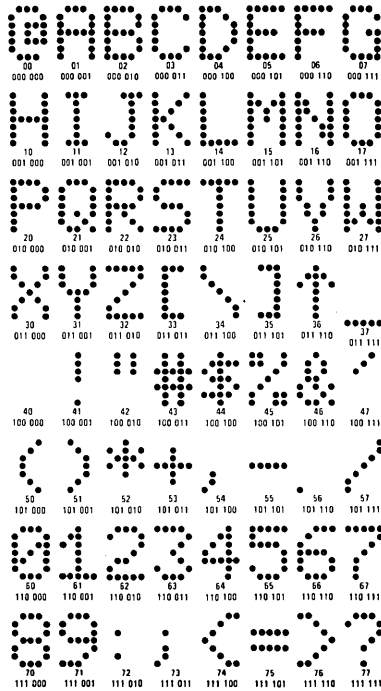 @ A B C D E F G
00 01 02 03 04 05 06 07
000 000 000 001 000 010 000 011 000 100 000 101 000 110 000 111
H I J K L M N O
10 11 12 13 14 15 16 17
001 000 001 001 001 010 001 011 001 100 001 101 001 110 001 111
P Q R S T U V W
20 21 22 23 24 25 26 27
010 000 010 001 010 010 010 011 010 100 010 101 010 110 010 111
X Y Z [ \ ] ↑ _
30 31 32 33 34 35 36 37
011 000 011 001 011 010 011 011 011 100 011 101 011 110 011 111
! " # $ % & ′
40 41 42 43 44 45 46 47
100 000 100 001 100 010 100 011 100 100 100 101 100 110 100 111
( ) * + , - . /
50 51 52 53 54 55 56 57
101 000 101 001 101 010 101 011 101 100 101 101 101 110 101 111
0 1 2 3 4 5 6 7
60 61 62 63 64 65 66 67
110 000 110 001 110 010 110 011 110 100 110 101 110 110 110 111
8 9 : ; < = > ?
70 71 72 73 74 75 76 77
111 000 111 001 111 010 111 011 111 100 111 101 111 110 111 111